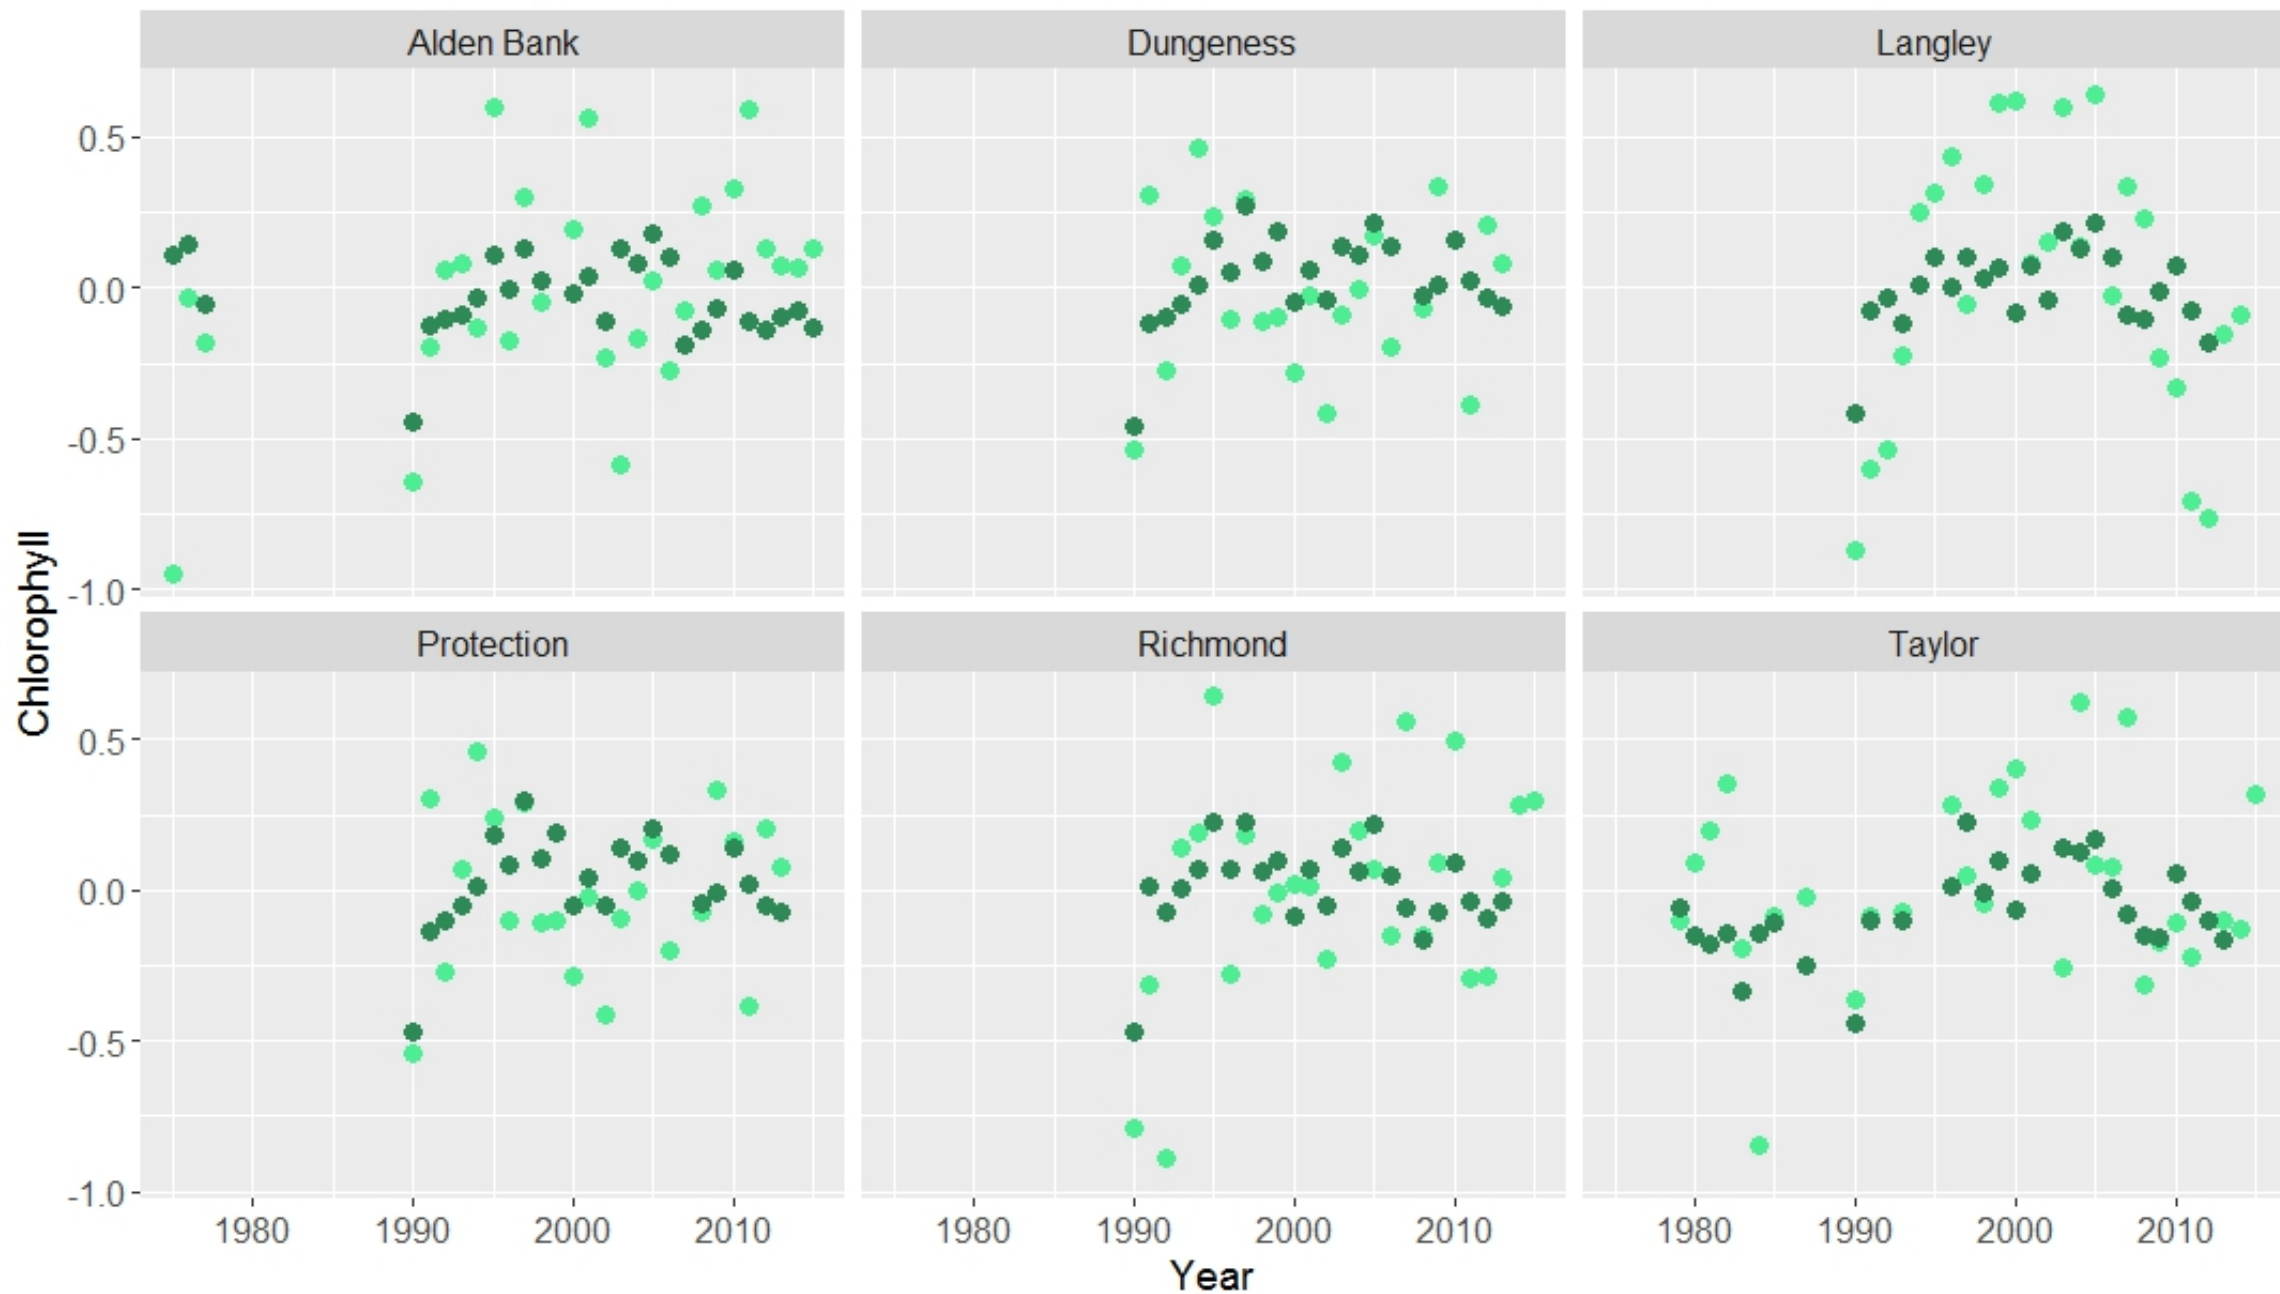 Alden Bank Dungeness Langley
0.5
0.0
-0.5
-1.0
Chlorophyll
Protection Richmond Taylor
0.5
0.0
-0.5
-1.0
1980 1990 2000 2010 1980 1990 2000 2010 1980 1990 2000 2010
Year